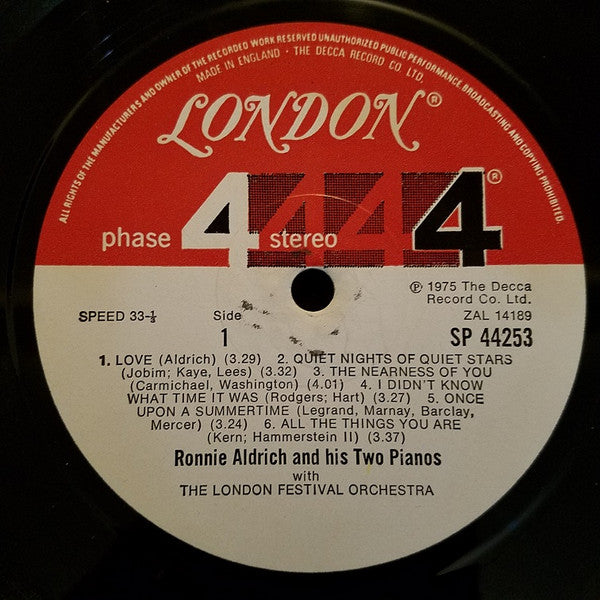 ALL RIGHTS OF THE MANUFACTURERS AND OWNER OF THE RECORDED WORK RESERVED UNAUTHORIZED PUBLIC PERFORMANCE BROADCASTING AND COPYING PROHIBITED.
MADE IN ENGLAND · THE DECCA RECORD CO. LTD.
LONDON®
phase 4 stereo 4 4 4®
℗ 1975 The Decca
Record Co. Ltd.
SPEED 33-⅓ Side ZAL 14189
1 SP 44253
1. LOVE (Aldrich) (3.29) 2. QUIET NIGHTS OF QUIET STARS
(Jobim; Kaye, Lees) (3.32) 3. THE NEARNESS OF YOU
(Carmichael, Washington) (4.01) 4. I DIDN'T KNOW
WHAT TIME IT WAS (Rodgers; Hart) (3.27) 5. ONCE
UPON A SUMMERTIME (Legrand, Marnay, Barclay,
Mercer) (3.24) 6. ALL THE THINGS YOU ARE
(Kern; Hammerstein II) (3.37)
Ronnie Aldrich and his Two Pianos
with
THE LONDON FESTIVAL ORCHESTRA